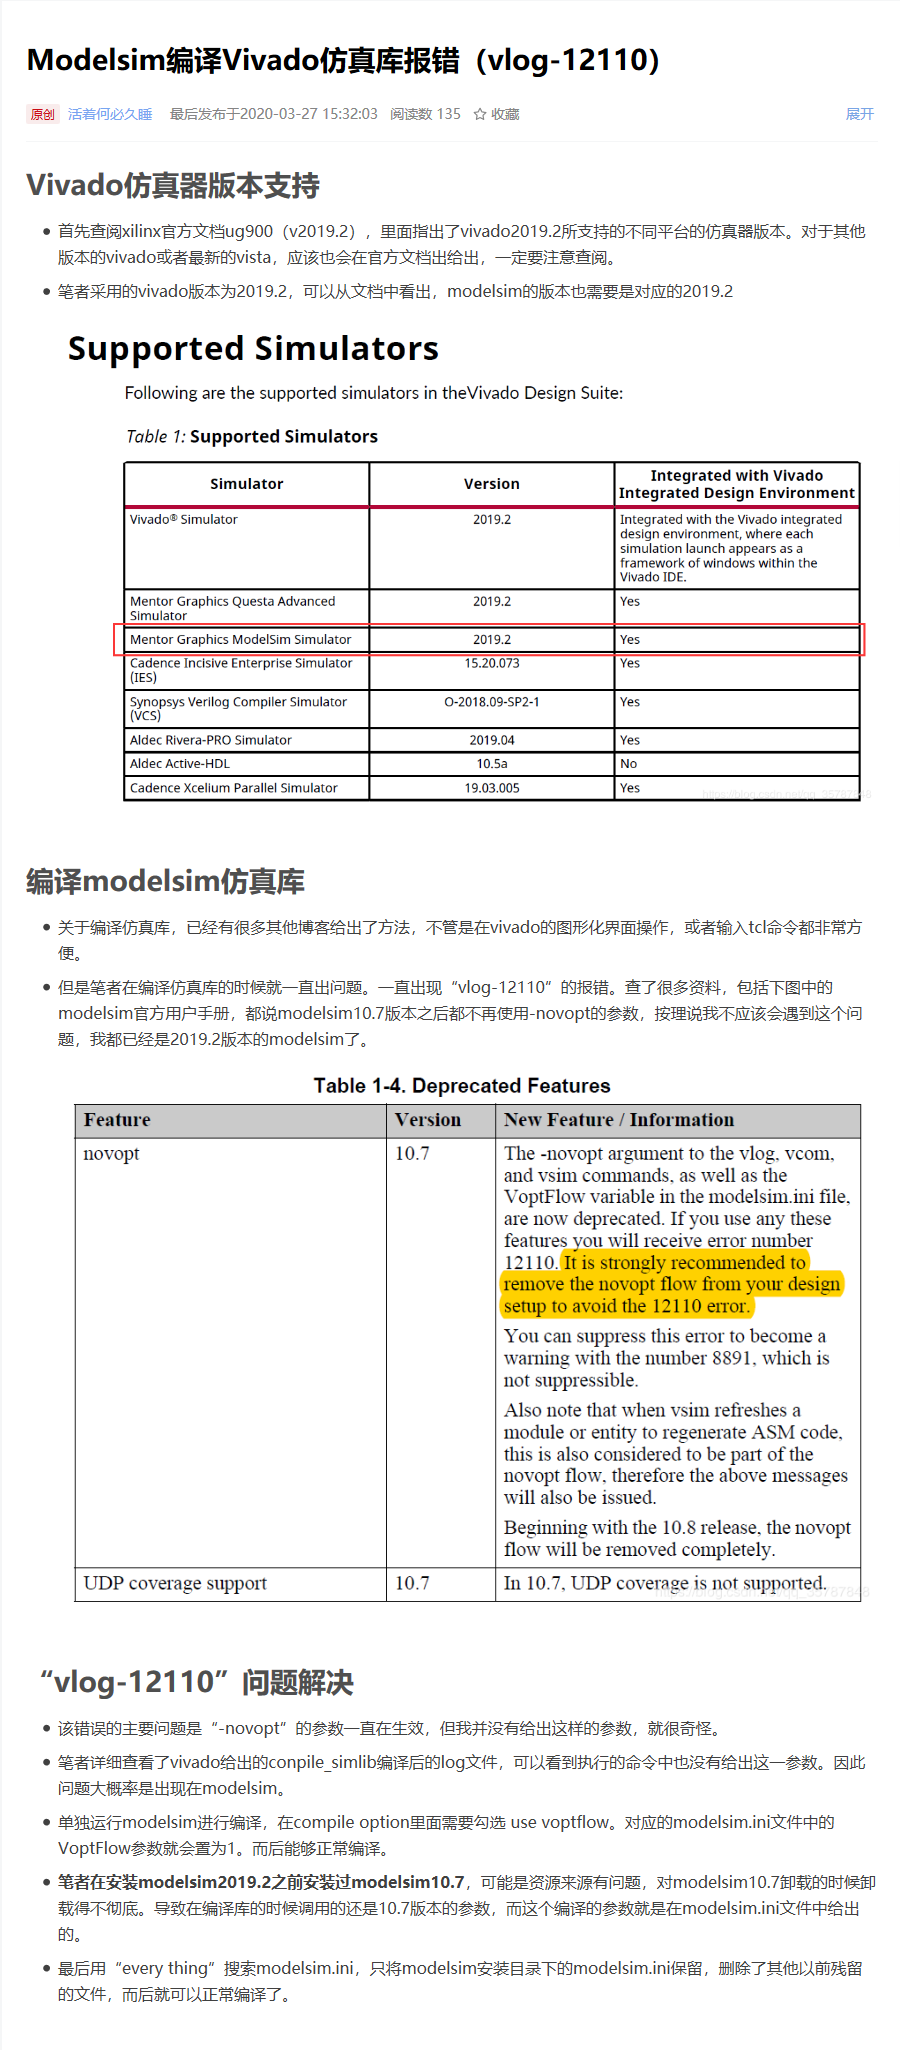 Modelsim编译Vivado仿真库报错（vlog-12110）
原创 活着何必久睡 最后发布于2020-03-27 15:32:03 阅读数 135 ☆ 收藏 展开
Vivado仿真器版本支持
首先查阅xilinx官方文档ug900（v2019.2），里面指出了vivado2019.2所支持的不同平台的仿真器版本。对于其他
版本的vivado或者最新的vista，应该也会在官方文档出给出，一定要注意查阅。
笔者采用的vivado版本为2019.2，可以从文档中看出，modelsim的版本也需要是对应的2019.2
Supported Simulators
Following are the supported simulators in theVivado Design Suite:
Table 1: Supported Simulators
Simulator Version Integrated with Vivado
Integrated Design Environment
Vivado® Simulator 2019.2 Integrated with the Vivado integrated
design environment, where each
simulation launch appears as a
framework of windows within the
Vivado IDE.
Mentor Graphics Questa Advanced 2019.2 Yes
Simulator
Mentor Graphics ModelSim Simulator 2019.2 Yes
Cadence Incisive Enterprise Simulator 15.20.073 Yes
(IES)
Synopsys Verilog Compiler Simulator O-2018.09-SP2-1 Yes
(VCS)
Aldec Rivera-PRO Simulator 2019.04 Yes
Aldec Active-HDL 10.5a No
Cadence Xcelium Parallel Simulator 19.03.005 Yes
https://blog.csdn.net/qq_35787848
编译modelsim仿真库
关于编译仿真库，已经有很多其他博客给出了方法，不管是在vivado的图形化界面操作，或者输入tcl命令都非常方
便。
但是笔者在编译仿真库的时候就一直出问题。一直出现“vlog-12110”的报错。查了很多资料，包括下图中的
modelsim官方用户手册，都说modelsim10.7版本之后都不再使用-novopt的参数，按理说我不应该会遇到这个问
题，我都已经是2019.2版本的modelsim了。
Table 1-4. Deprecated Features
Feature Version New Feature / Information
novopt 10.7 The -novopt argument to the vlog, vcom,
and vsim commands, as well as the
VoptFlow variable in the modelsim.ini file,
are now deprecated. If you use any these
features you will receive error number
12110. It is strongly recommended to
remove the novopt flow from your design
setup to avoid the 12110 error.
You can suppress this error to become a
warning with the number 8891, which is
not suppressible.
Also note that when vsim refreshes a
module or entity to regenerate ASM code,
this is also considered to be part of the
novopt flow, therefore the above messages
will also be issued.
Beginning with the 10.8 release, the novopt
flow will be removed completely.
UDP coverage support 10.7 In 10.7, UDP coverage is not supported.
https://blog.csdn.net/qq_35787848
“vlog-12110”问题解决
该错误的主要问题是“-novopt”的参数一直在生效，但我并没有给出这样的参数，就很奇怪。
笔者详细查看了vivado给出的conpile_simlib编译后的log文件，可以看到执行的命令中也没有给出这一参数。因此
问题大概率是出现在modelsim。
单独运行modelsim进行编译，在compile option里面需要勾选 use voptflow。对应的modelsim.ini文件中的
VoptFlow参数就会置为1。而后能够正常编译。
笔者在安装modelsim2019.2之前安装过modelsim10.7，可能是资源来源有问题，对modelsim10.7卸载的时候卸
载得不彻底。导致在编译库的时候调用的还是10.7版本的参数，而这个编译的参数就是在modelsim.ini文件中给出
的。
最后用“every thing”搜索modelsim.ini，只将modelsim安装目录下的modelsim.ini保留，删除了其他以前残留
的文件，而后就可以正常编译了。